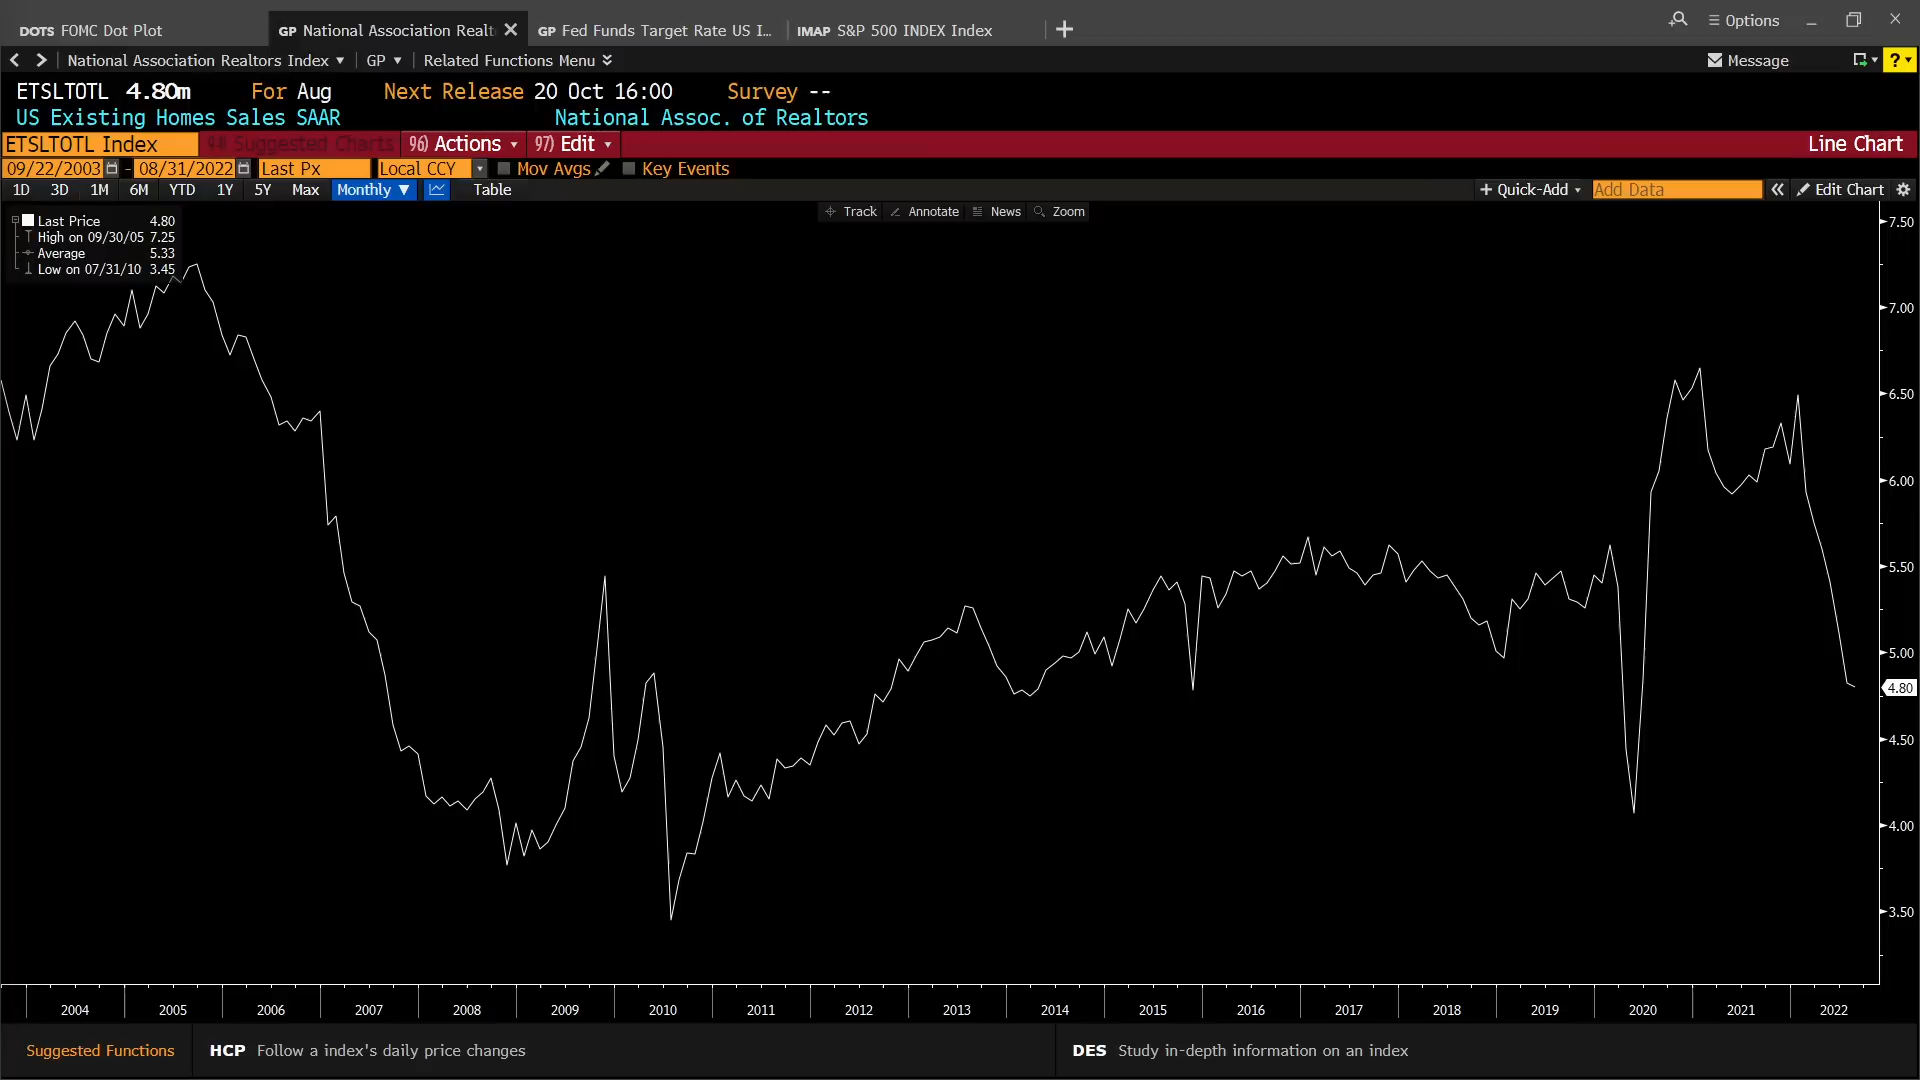 DOTS FOMC Dot Plot GP National Association Realt GP Fed Funds Target Rate US I... IMAP S&P 500 INDEX Index Options
National Association Realtors Index GP Related Functions Menu Message ?
ETSLTOTL 4.80m For Aug Next Release 20 Oct 16:00 Survey --
US Existing Homes Sales SAAR National Assoc. of Realtors
ETSLTOTL Index 94) Suggested Charts 96) Actions 97) Edit Line Chart
09/22/2003 - 08/31/2022 Last Px Local CCY Mov Avgs Key Events
1D 3D 1M 6M YTD 1Y 5Y Max Monthly ▼ Table + Quick-Add Add Data « Edit Chart
Track Annotate News Zoom
Last Price 4.80
High on 09/30/05 7.25
Average 5.33
Low on 07/31/10 3.45
7.50
7.00
6.50
6.00
5.50
5.00
4.80
4.50
4.00
3.50
2004 2005 2006 2007 2008 2009 2010 2011 2012 2013 2014 2015 2016 2017 2018 2019 2020 2021 2022
Suggested Functions HCP Follow a index's daily price changes DES Study in-depth information on an index